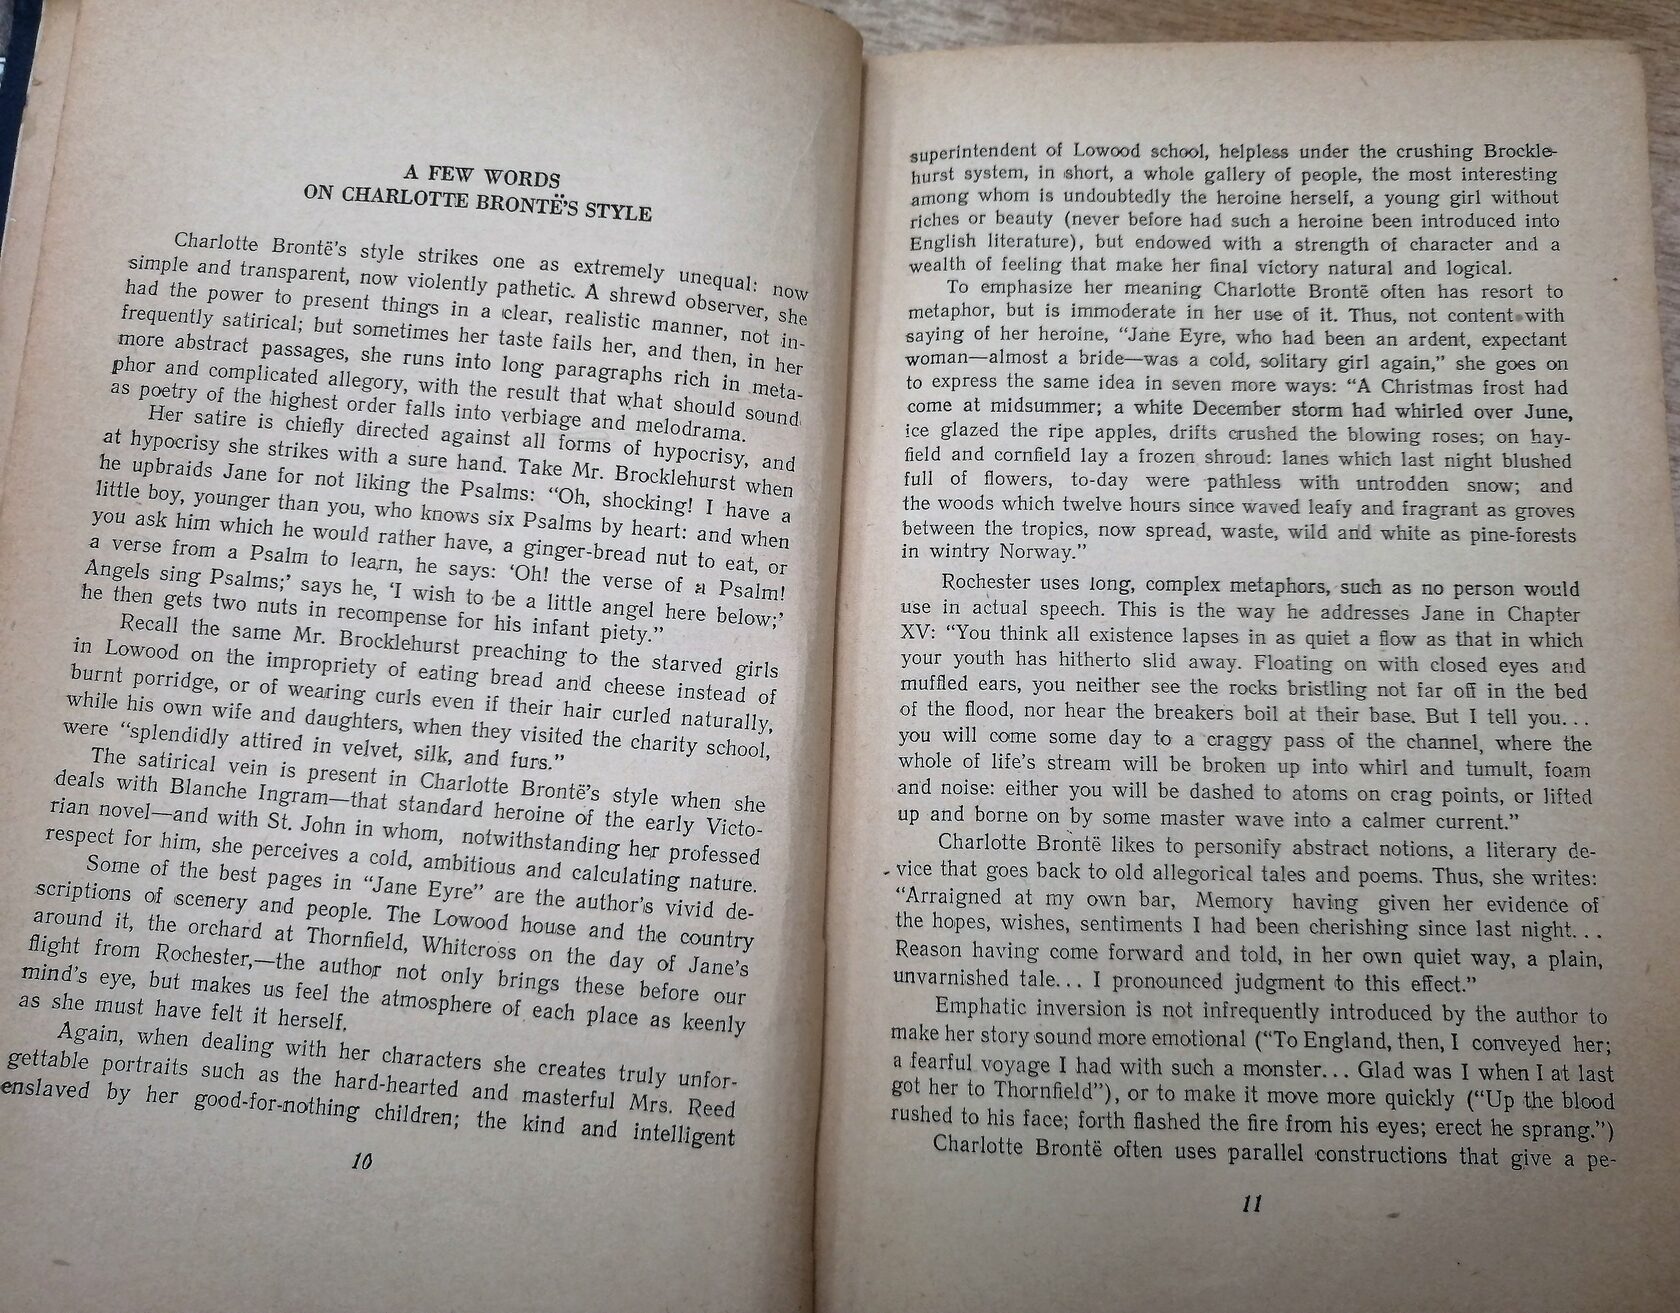 A FEW WORDS
ON CHARLOTTE BRONTË'S STYLE
Charlotte Brontë's style strikes one as extremely unequal: now
simple and transparent, now violently pathetic. A shrewd observer, she
had the power to present things in a clear, realistic manner, not in-
frequently satirical; but sometimes her taste fails her, and then, in her
more abstract passages, she runs into long paragraphs rich in meta-
phor and complicated allegory, with the result that what should sound
as poetry of the highest order falls into verbiage and melodrama.
Her satire is chiefly directed against all forms of hypocrisy, and
at hypocrisy she strikes with a sure hand. Take Mr. Brocklehurst when
he upbraids Jane for not liking the Psalms: "Oh, shocking! I have a
little boy, younger than you, who knows six Psalms by heart: and when
you ask him which he would rather have, a ginger-bread nut to eat, or
a verse from a Psalm to learn, he says: 'Oh! the verse of a Psalm!
Angels sing Psalms;' says he, 'I wish to be a little angel here below;'
he then gets two nuts in recompense for his infant piety."
Recall the same Mr. Brocklehurst preaching to the starved girls
in Lowood on the impropriety of eating bread and cheese instead of
burnt porridge, or of wearing curls even if their hair curled naturally,
while his own wife and daughters, when they visited the charity school,
were "splendidly attired in velvet, silk, and furs."
The satirical vein is present in Charlotte Brontë's style when she
deals with Blanche Ingram—that standard heroine of the early Victo-
rian novel—and with St. John in whom, notwithstanding her professed
respect for him, she perceives a cold, ambitious and calculating nature.
Some of the best pages in "Jane Eyre" are the author's vivid de-
scriptions of scenery and people. The Lowood house and the country
around it, the orchard at Thornfield, Whitcross on the day of Jane's
flight from Rochester,—the author not only brings these before our
mind's eye, but makes us feel the atmosphere of each place as keenly
as she must have felt it herself.
Again, when dealing with her characters she creates truly unfor-
gettable portraits such as the hard-hearted and masterful Mrs. Reed
enslaved by her good-for-nothing children; the kind and intelligent
10
superintendent of Lowood school, helpless under the crushing Brockle-
hurst system, in short, a whole gallery of people, the most interesting
among whom is undoubtedly the heroine herself, a young girl without
riches or beauty (never before had such a heroine been introduced into
English literature), but endowed with a strength of character and a
wealth of feeling that make her final victory natural and logical.
To emphasize her meaning Charlotte Brontë often has resort to
metaphor, but is immoderate in her use of it. Thus, not content with
saying of her heroine, "Jane Eyre, who had been an ardent, expectant
woman—almost a bride—was a cold, solitary girl again," she goes on
to express the same idea in seven more ways: "A Christmas frost had
come at midsummer; a white December storm had whirled over June,
ice glazed the ripe apples, drifts crushed the blowing roses; on hay-
field and cornfield lay a frozen shroud: lanes which last night blushed
full of flowers, to-day were pathless with untrodden snow; and
the woods which twelve hours since waved leafy and fragrant as groves
between the tropics, now spread, waste, wild and white as pine-forests
in wintry Norway."
Rochester uses long, complex metaphors, such as no person would
use in actual speech. This is the way he addresses Jane in Chapter
XV: "You think all existence lapses in as quiet a flow as that in which
your youth has hitherto slid away. Floating on with closed eyes and
muffled ears, you neither see the rocks bristling not far off in the bed
of the flood, nor hear the breakers boil at their base. But I tell you...
you will come some day to a craggy pass of the channel, where the
whole of life's stream will be broken up into whirl and tumult, foam
and noise: either you will be dashed to atoms on crag points, or lifted
up and borne on by some master wave into a calmer current."
Charlotte Brontë likes to personify abstract notions, a literary de-
vice that goes back to old allegorical tales and poems. Thus, she writes:
"Arraigned at my own bar, Memory having given her evidence of
the hopes, wishes, sentiments I had been cherishing since last night...
Reason having come forward and told, in her own quiet way, a plain,
unvarnished tale... I pronounced judgment to this effect."
Emphatic inversion is not infrequently introduced by the author to
make her story sound more emotional ("To England, then, I conveyed her;
a fearful voyage I had with such a monster... Glad was I when I at last
got her to Thornfield"), or to make it move more quickly ("Up the blood
rushed to his face; forth flashed the fire from his eyes; erect he sprang.")
Charlotte Brontë often uses parallel constructions that give a pe-
11